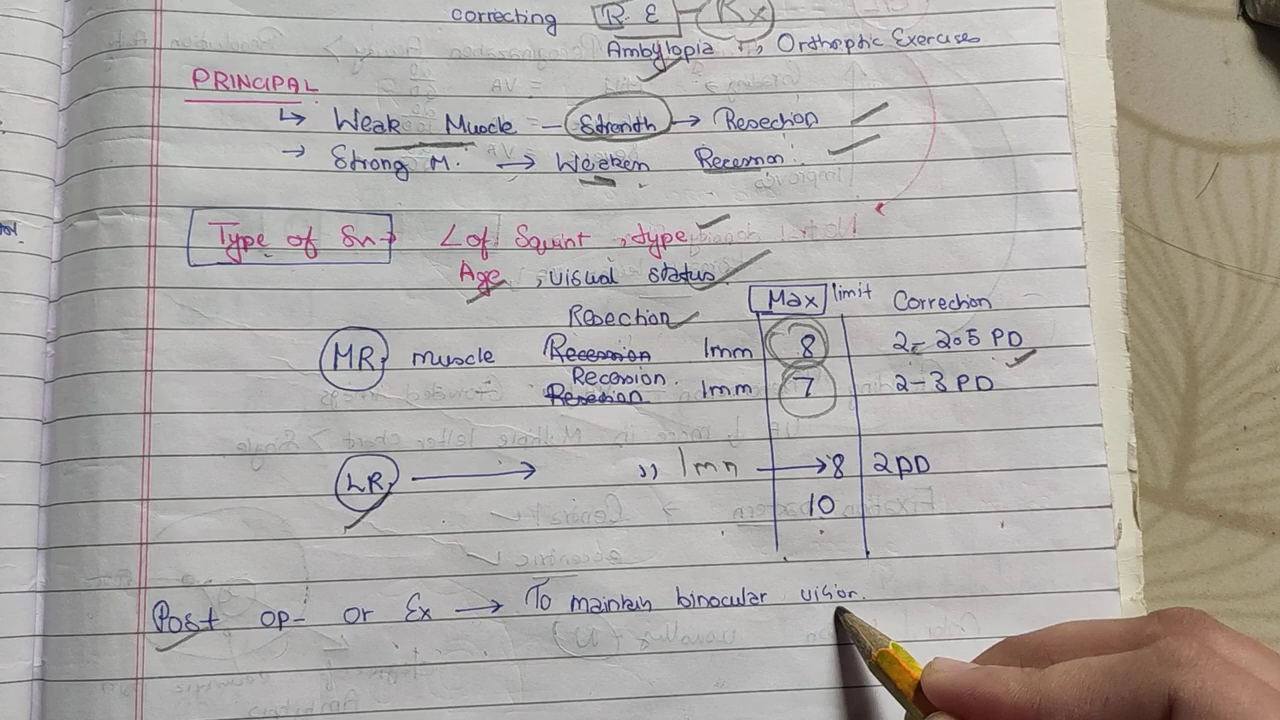 correcting R.E - Rx
Ambylopia ,, Orthoptic Exercises
PRINCIPAL
↳ Weak Muscle - Strength → Resection
→ Strong M. → Weaken Recession
Type of Sx → ∠ of Squint, type
Age, visual status
Resection Max limit Correction
MR muscle Recession 1mm 8 2-2.5 PD
Recession
Resection 1mm 7 2-3 PD
LR → ,, 1mm → 8 2PD
10
Post op - or Ex → To maintain binocular vision.